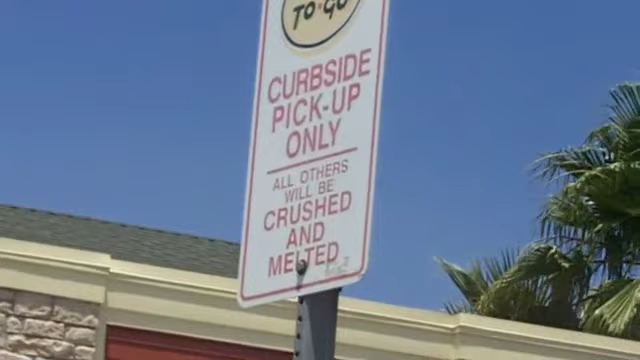 TO•GO
CURBSIDE
PICK-UP
ONLY
ALL OTHERS
WILL BE
CRUSHED
AND
MELTED